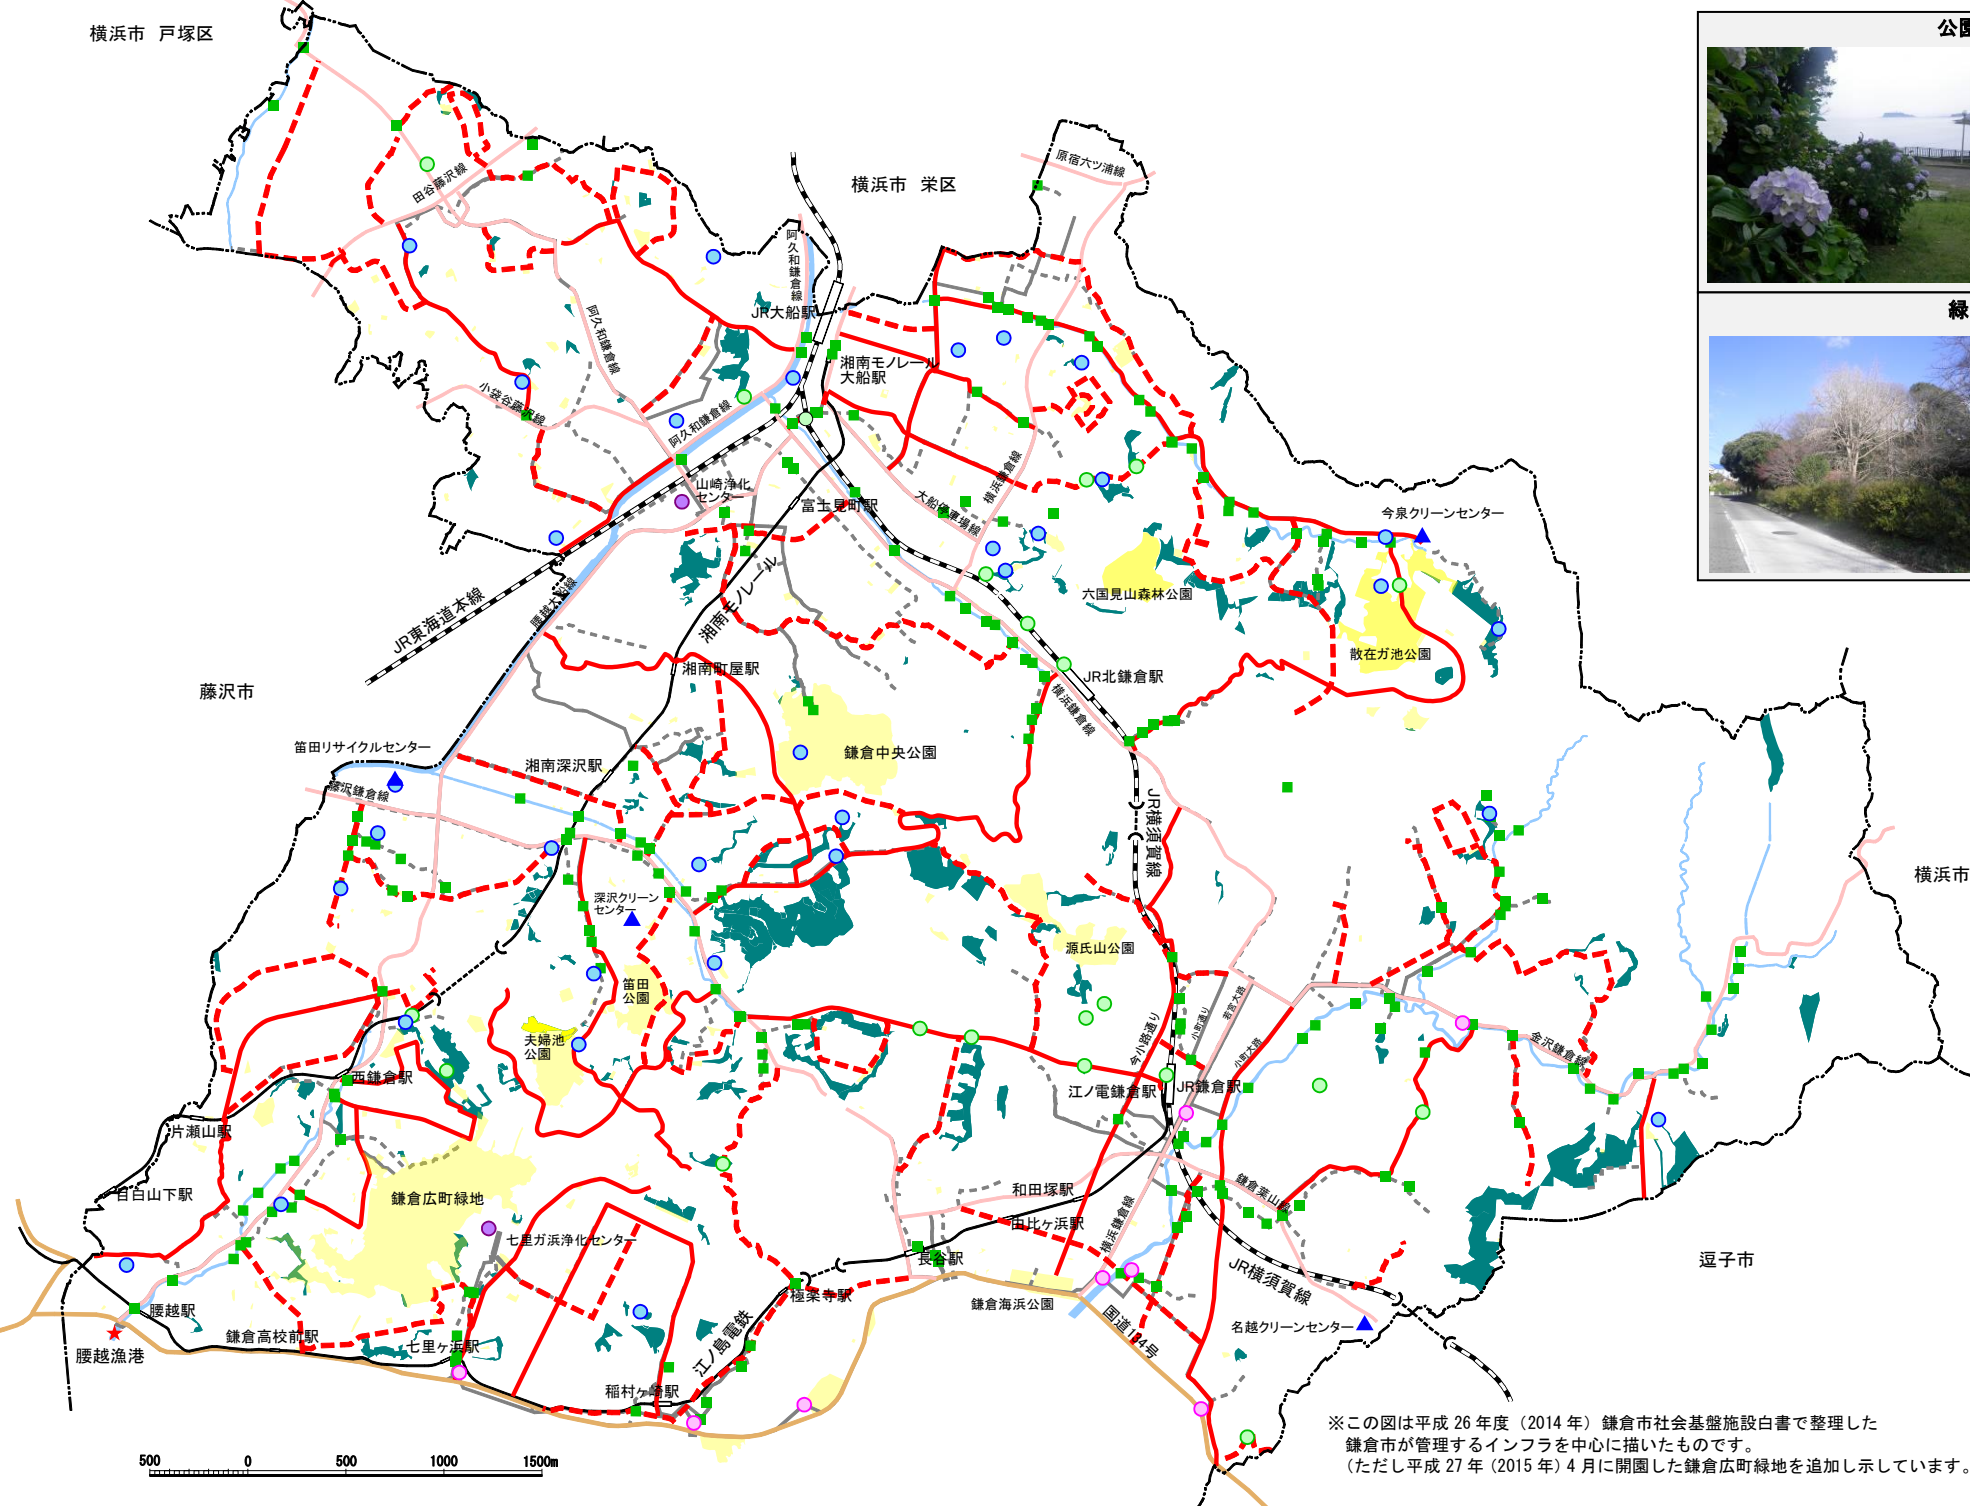 横浜市 戸塚区
公園
原宿六ツ浦線
横浜市 栄区
田谷藤沢線
阿久和鎌倉線
JR大船駅
阿久和鎌倉線
緑
湘南モノレール
大船駅
小袋谷藤沢線
阿久和鎌倉線
山崎浄化
センター
富士見町駅
大船停車場線
横浜鎌倉線
今泉クリーンセンター
JR東海道本線
腰越大船線
湘南モノレール
六国見山森林公園
散在ガ池公園
藤沢市
湘南町屋駅
JR北鎌倉駅
横浜鎌倉線
笛田リサイクルセンター
湘南深沢駅
鎌倉中央公園
藤沢鎌倉線
JR横須賀線
横浜市
深沢クリーン
センター
源氏山公園
笛田
公園
夫婦池
公園
今小路通り
小町通り
若宮大路
小町大路
金沢鎌倉線
西鎌倉駅
江ノ電鎌倉駅
JR鎌倉駅
片瀬山駅
目白山下駅
鎌倉広町緑地
和田塚駅
鎌倉葉山線
由比ヶ浜駅
横浜鎌倉線
七里ガ浜浄化センター
長谷駅
JR横須賀線
逗子市
極楽寺駅
鎌倉海浜公園
国道134号
名越クリーンセンター
腰越駅
鎌倉高校前駅
七里ヶ浜駅
江ノ島電鉄
腰越漁港
稲村ヶ崎駅
※この図は平成 26 年度（2014 年）鎌倉市社会基盤施設白書で整理した
鎌倉市が管理するインフラを中心に描いたものです。
（ただし平成 27 年（2015 年）4 月に開園した鎌倉広町緑地を追加し示しています。
500 0 500 1000 1500m